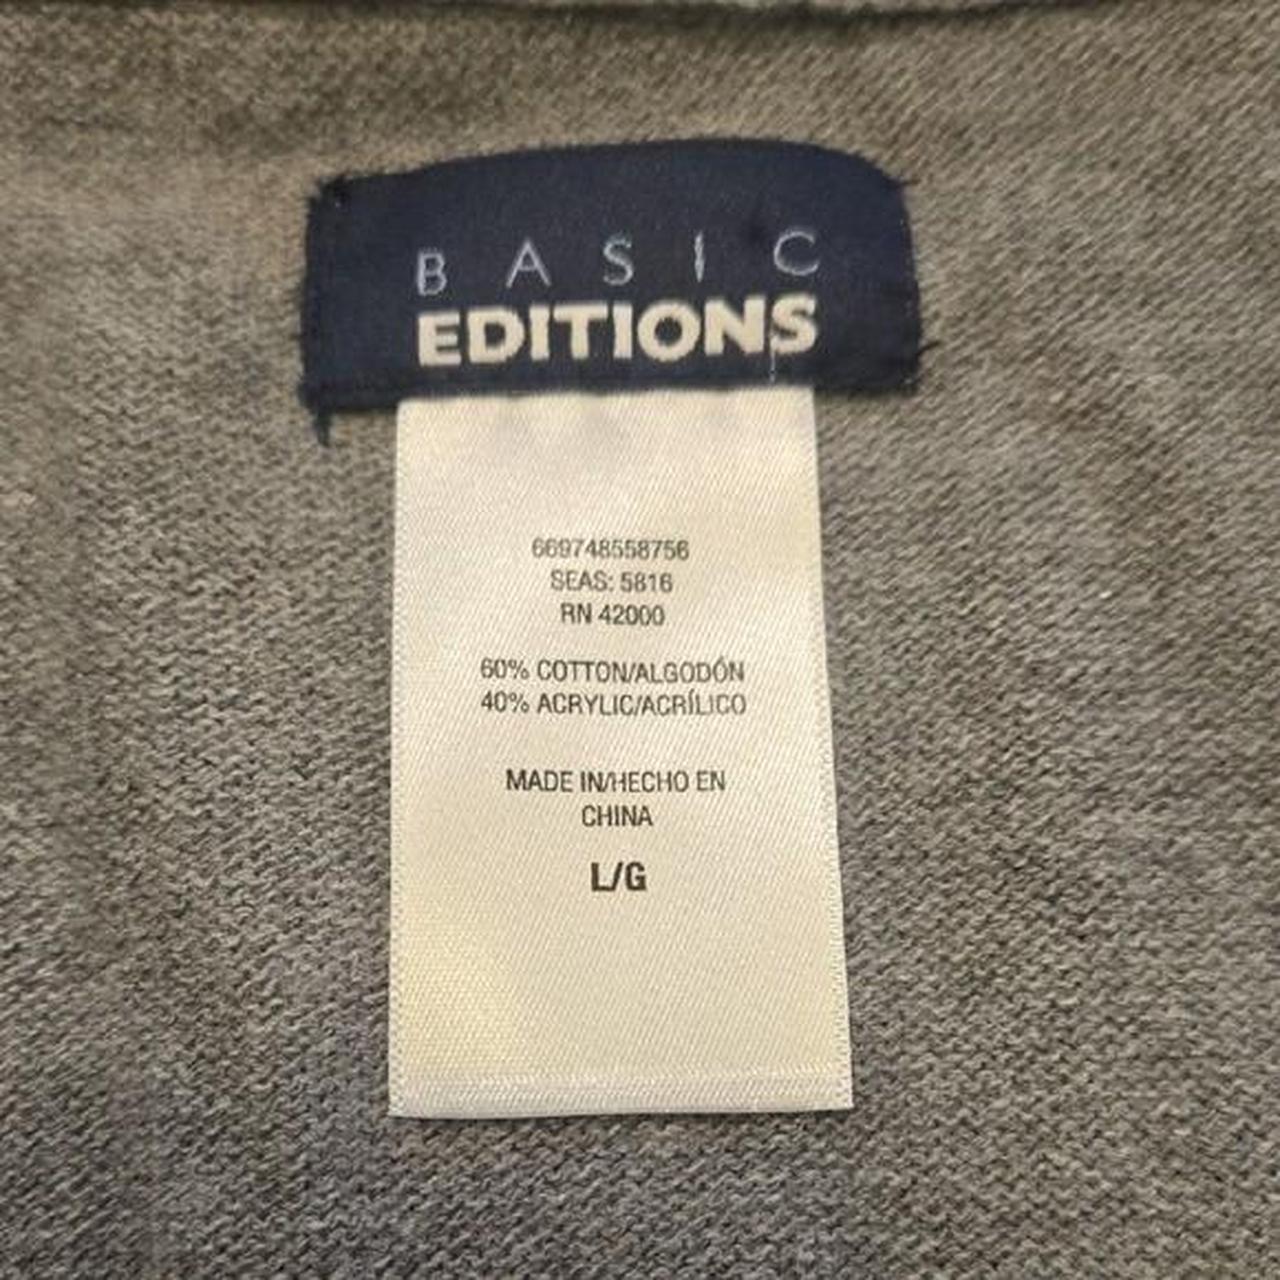 BASIC
EDITIONS
669748558756
SEAS: 5816
RN 42000
60% COTTON/ALGODÓN
40% ACRYLIC/ACRÍLICO
MADE IN/HECHO EN
CHINA
L/G